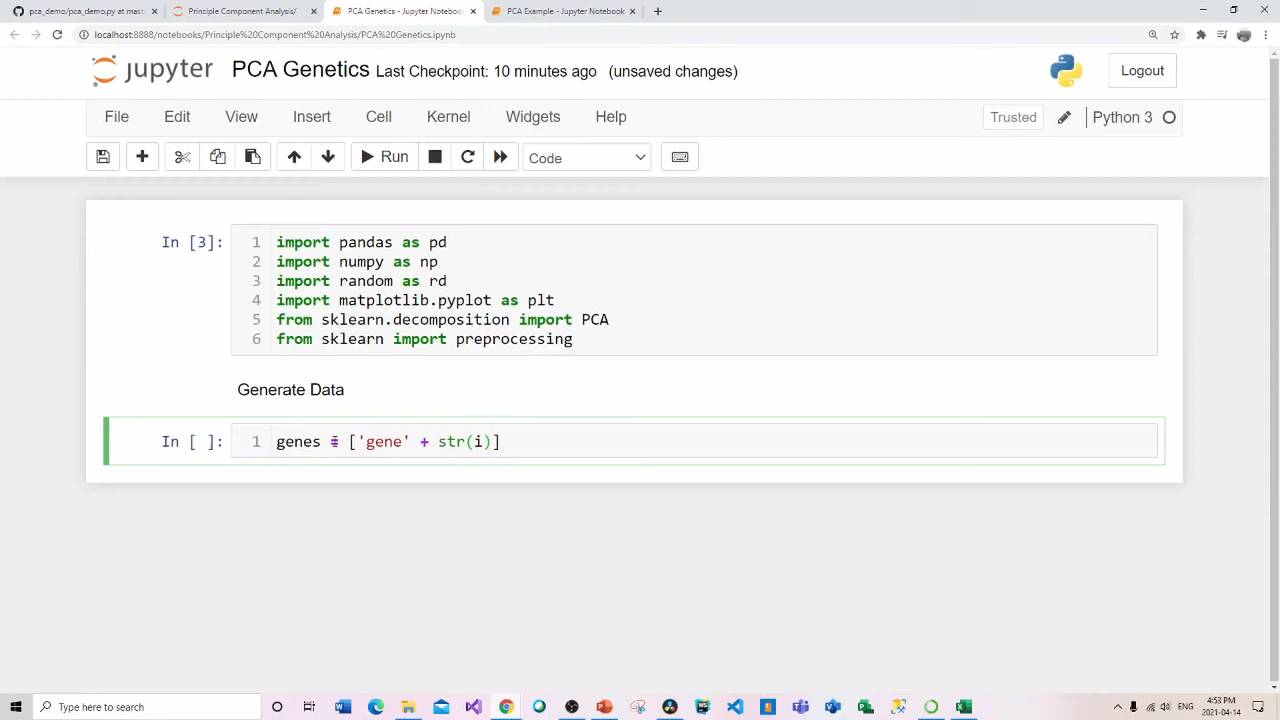 pca_demo/pca_demo.py at mast
Principle Component Analysis/
PCA Genetics - Jupyter Noteboo
PCA Example - Jupyter Notebook
localhost:8888/notebooks/Principle%20Component%20Analysis/PCA%20Genetics.ipynb
jupyter PCA Genetics Last Checkpoint: 10 minutes ago (unsaved changes)
Logout
File Edit View Insert Cell Kernel Widgets Help
Trusted
Python 3
Run
Code
In [3]:
1 import pandas as pd
2 import numpy as np
3 import random as rd
4 import matplotlib.pyplot as plt
5 from sklearn.decomposition import PCA
6 from sklearn import preprocessing
Generate Data
In [ ]:
1 genes = ['gene' + str(i)]
Type here to search
ENG
4:53 PM
2021-04-14